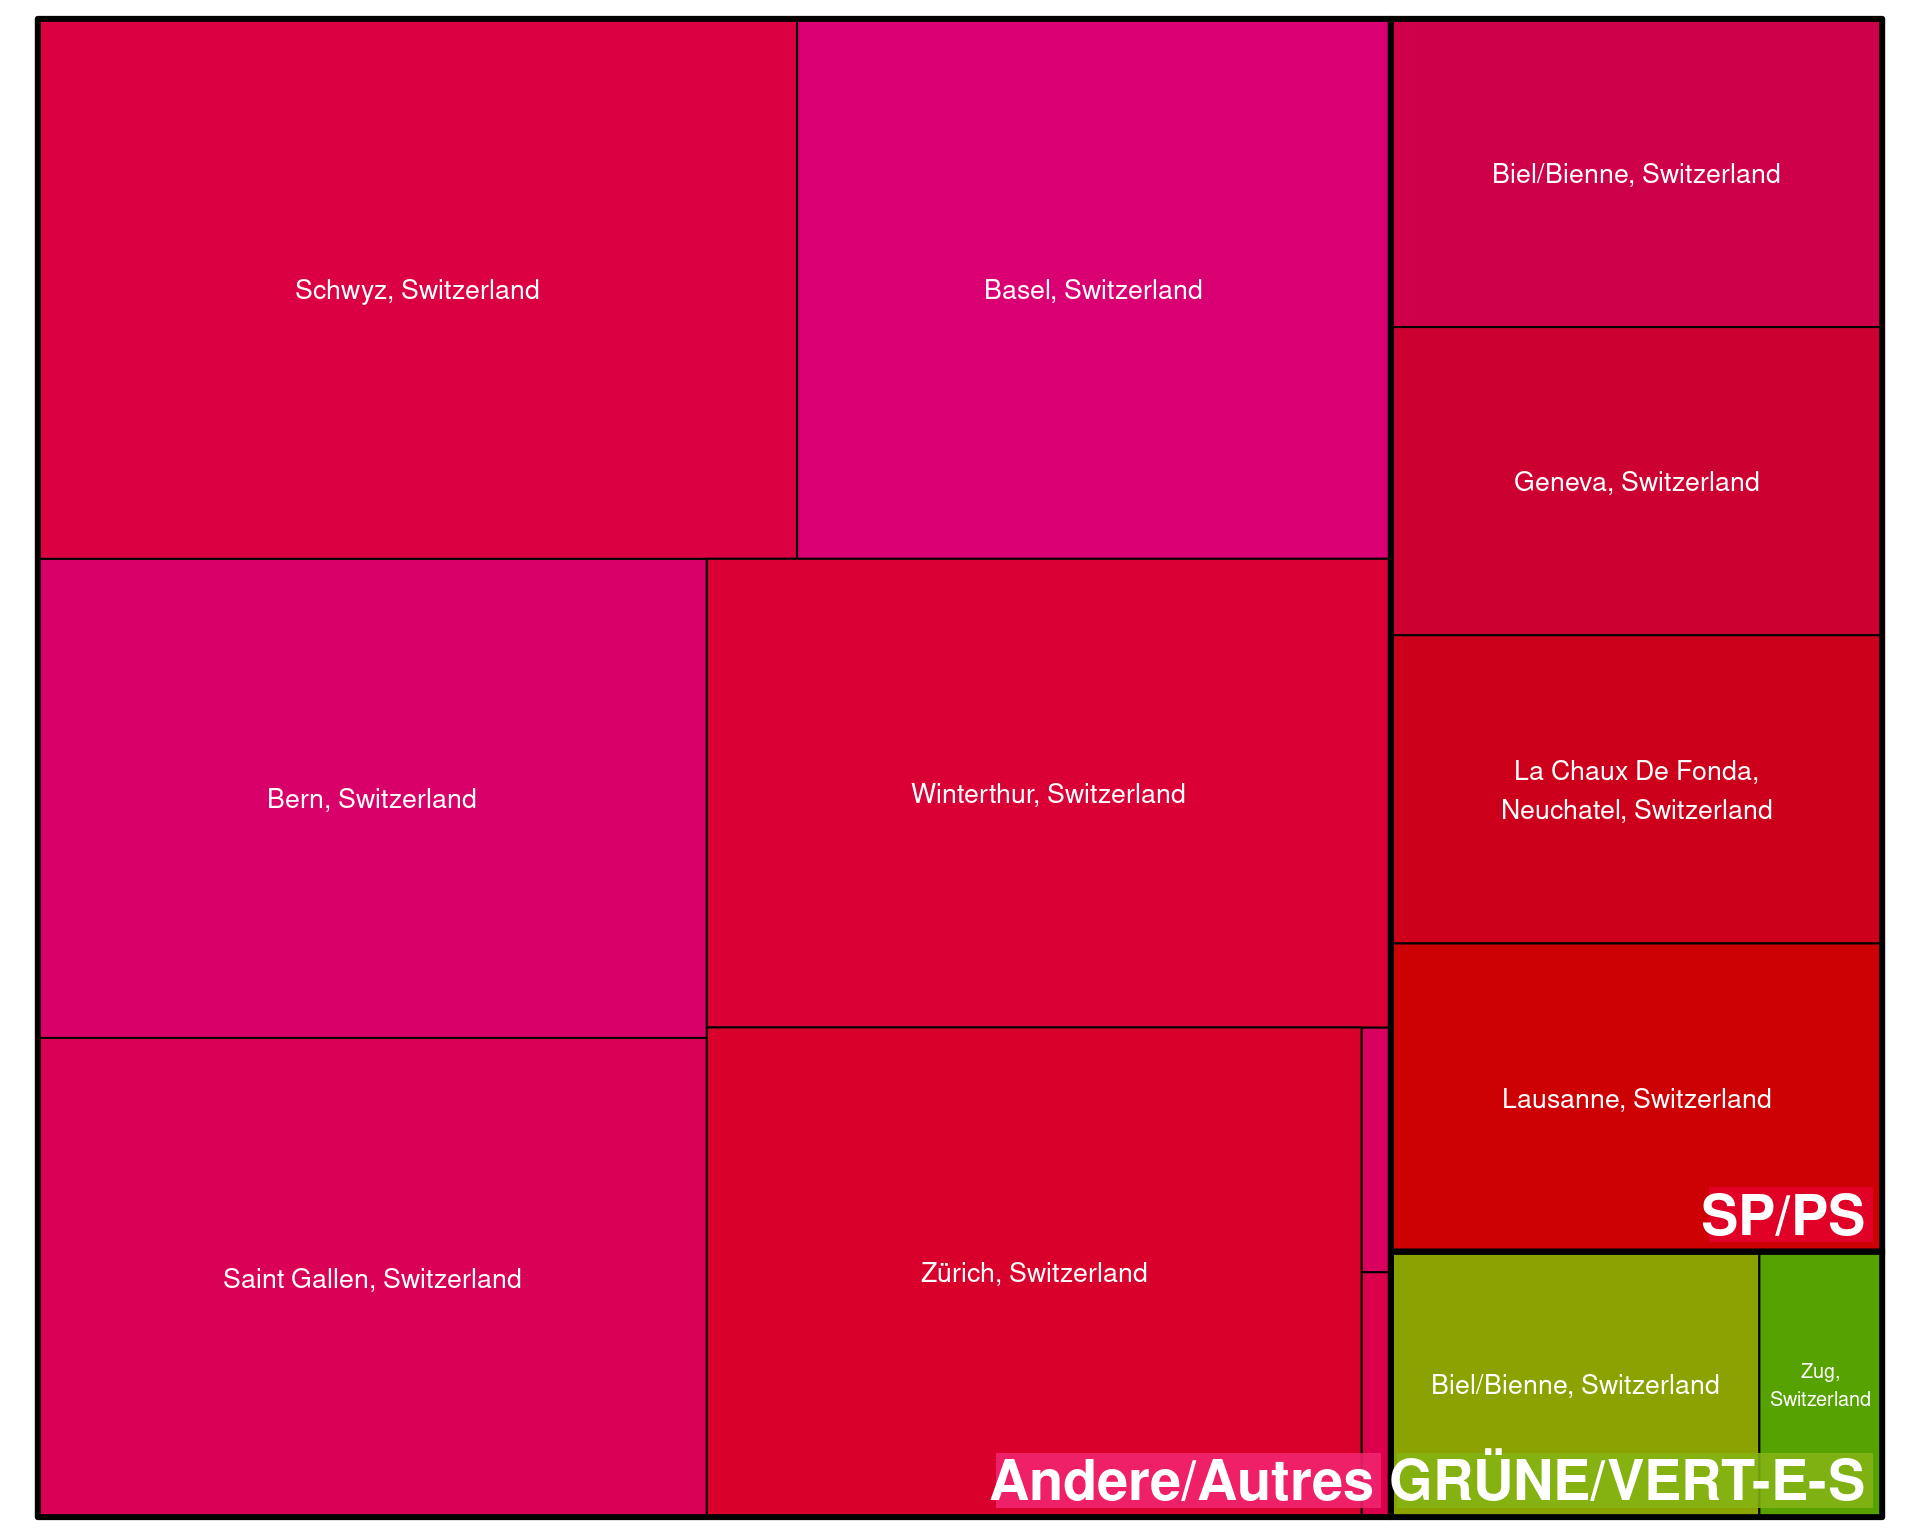 Schwyz, Switzerland
Basel, Switzerland
Bern, Switzerland
Winterthur, Switzerland
Saint Gallen, Switzerland
Zürich, Switzerland
Andere/Autres
Biel/Bienne, Switzerland
Geneva, Switzerland
La Chaux De Fonda,
Neuchatel, Switzerland
Lausanne, Switzerland
SP/PS
Biel/Bienne, Switzerland
Zug,
Switzerland
GRÜNE/VERT-E-S